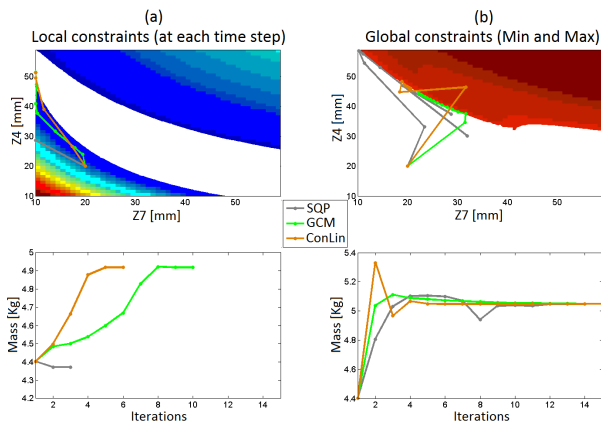 (a)
Local constraints (at each time step)
(b)
Global constraints (Min and Max)
Z4 [mm]
50
40
30
20
10
10 20 30 40 50
Z7 [mm]
Z4 [mm]
50
40
30
20
10
10 20 30 40 50
Z7 [mm]
SQP
GCM
ConLin
Mass [Kg]
5
4.9
4.8
4.7
4.6
4.5
4.4
4.3
4.2
2 4 6 8 10 14
Iterations
Mass [Kg]
5.4
5.2
5
4.8
4.6
4.4
2 4 6 8 10 14
Iterations